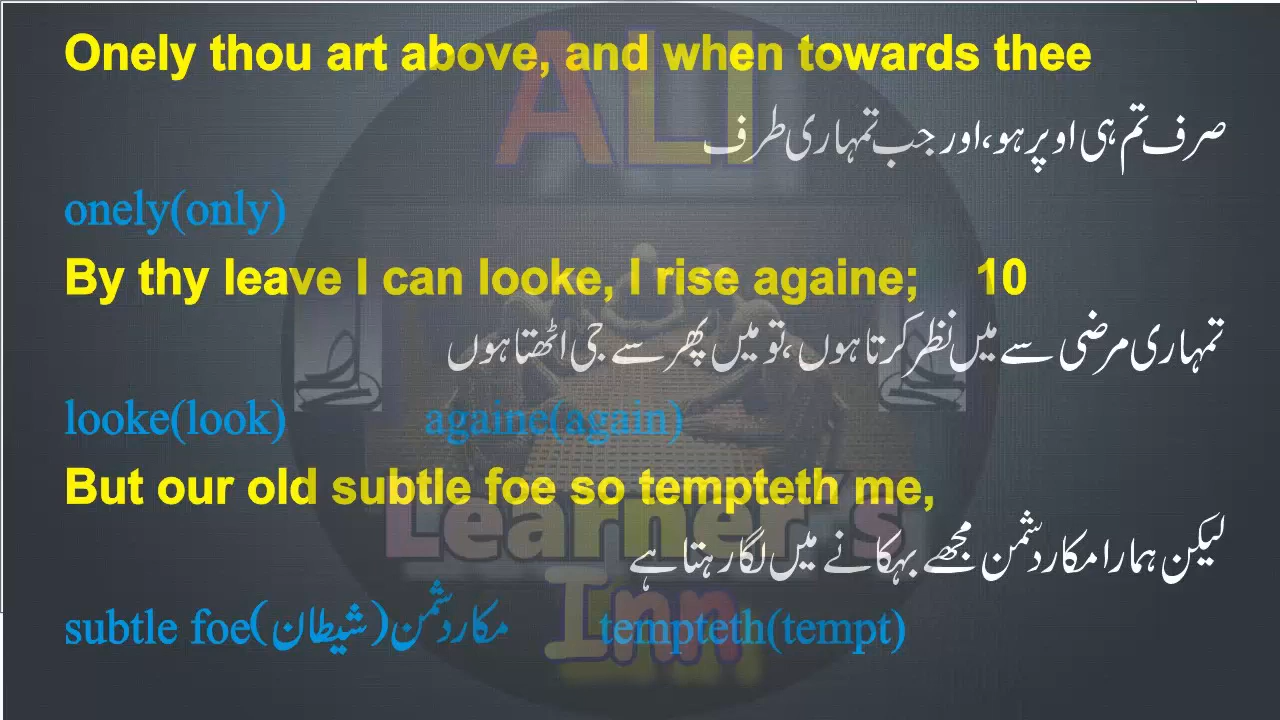 Onely thou art above, and when towards thee
صرف تم ہی اوپر ہو، اور جب تمہاری طرف
onely(only)
By thy leave I can looke, I rise againe; 10
تمہاری مرضی سے میں نظر کرتا ہوں، تو میں پھر سے جی اٹھتا ہوں
looke(look) againe(again)
But our old subtle foe so tempteth me,
لیکن ہمارا مکار دشمن مجھے بہکانے میں لگا رہتا ہے
subtle foe(شیطان)مکار دشمن tempteth(tempt)
ALI
Learner's
Inn